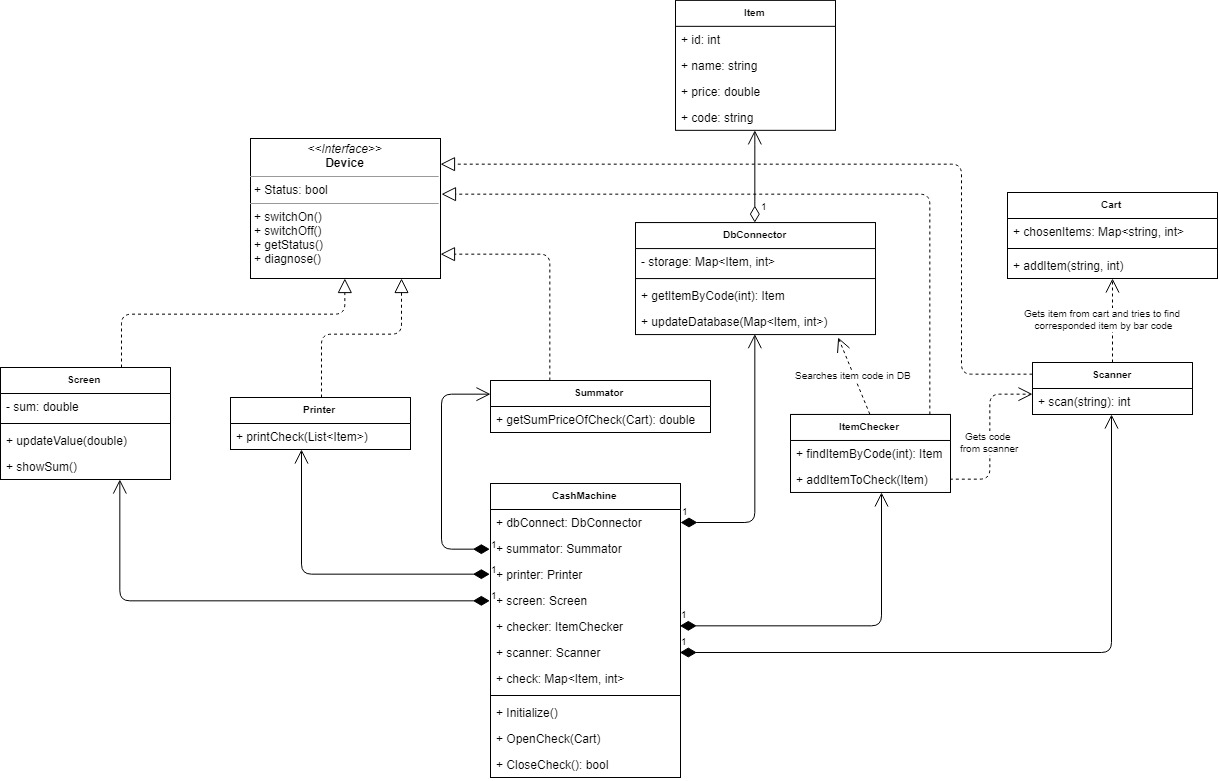 Item
+ id: int
+ name: string
+ price: double
+ code: string
<<Interface>>
Device
+ Status: bool
+ switchOn()
+ switchOff()
+ getStatus()
+ diagnose()
1
DbConnector
- storage: Map<Item, int>
+ getItemByCode(int): Item
+ updateDatabase(Map<Item, int>)
Cart
+ chosenItems: Map<string, int>
+ addItem(string, int)
Gets item from cart and tries to find
corresponded item by bar code
Screen
- sum: double
+ updateValue(double)
+ showSum()
Printer
+ printCheck(List<Item>)
Summator
+ getSumPriceOfCheck(Cart): double
Searches item code in DB
Scanner
+ scan(string): int
ItemChecker
+ findItemByCode(int): Item
+ addItemToCheck(Item)
Gets code
from scanner
CashMachine
+ dbConnect: DbConnector
1
1
+ summator: Summator
1
+ printer: Printer
1
+ screen: Screen
+ checker: ItemChecker
1
+ scanner: Scanner
1
+ check: Map<Item, int>
+ Initialize()
+ OpenCheck(Cart)
+ CloseCheck(): bool